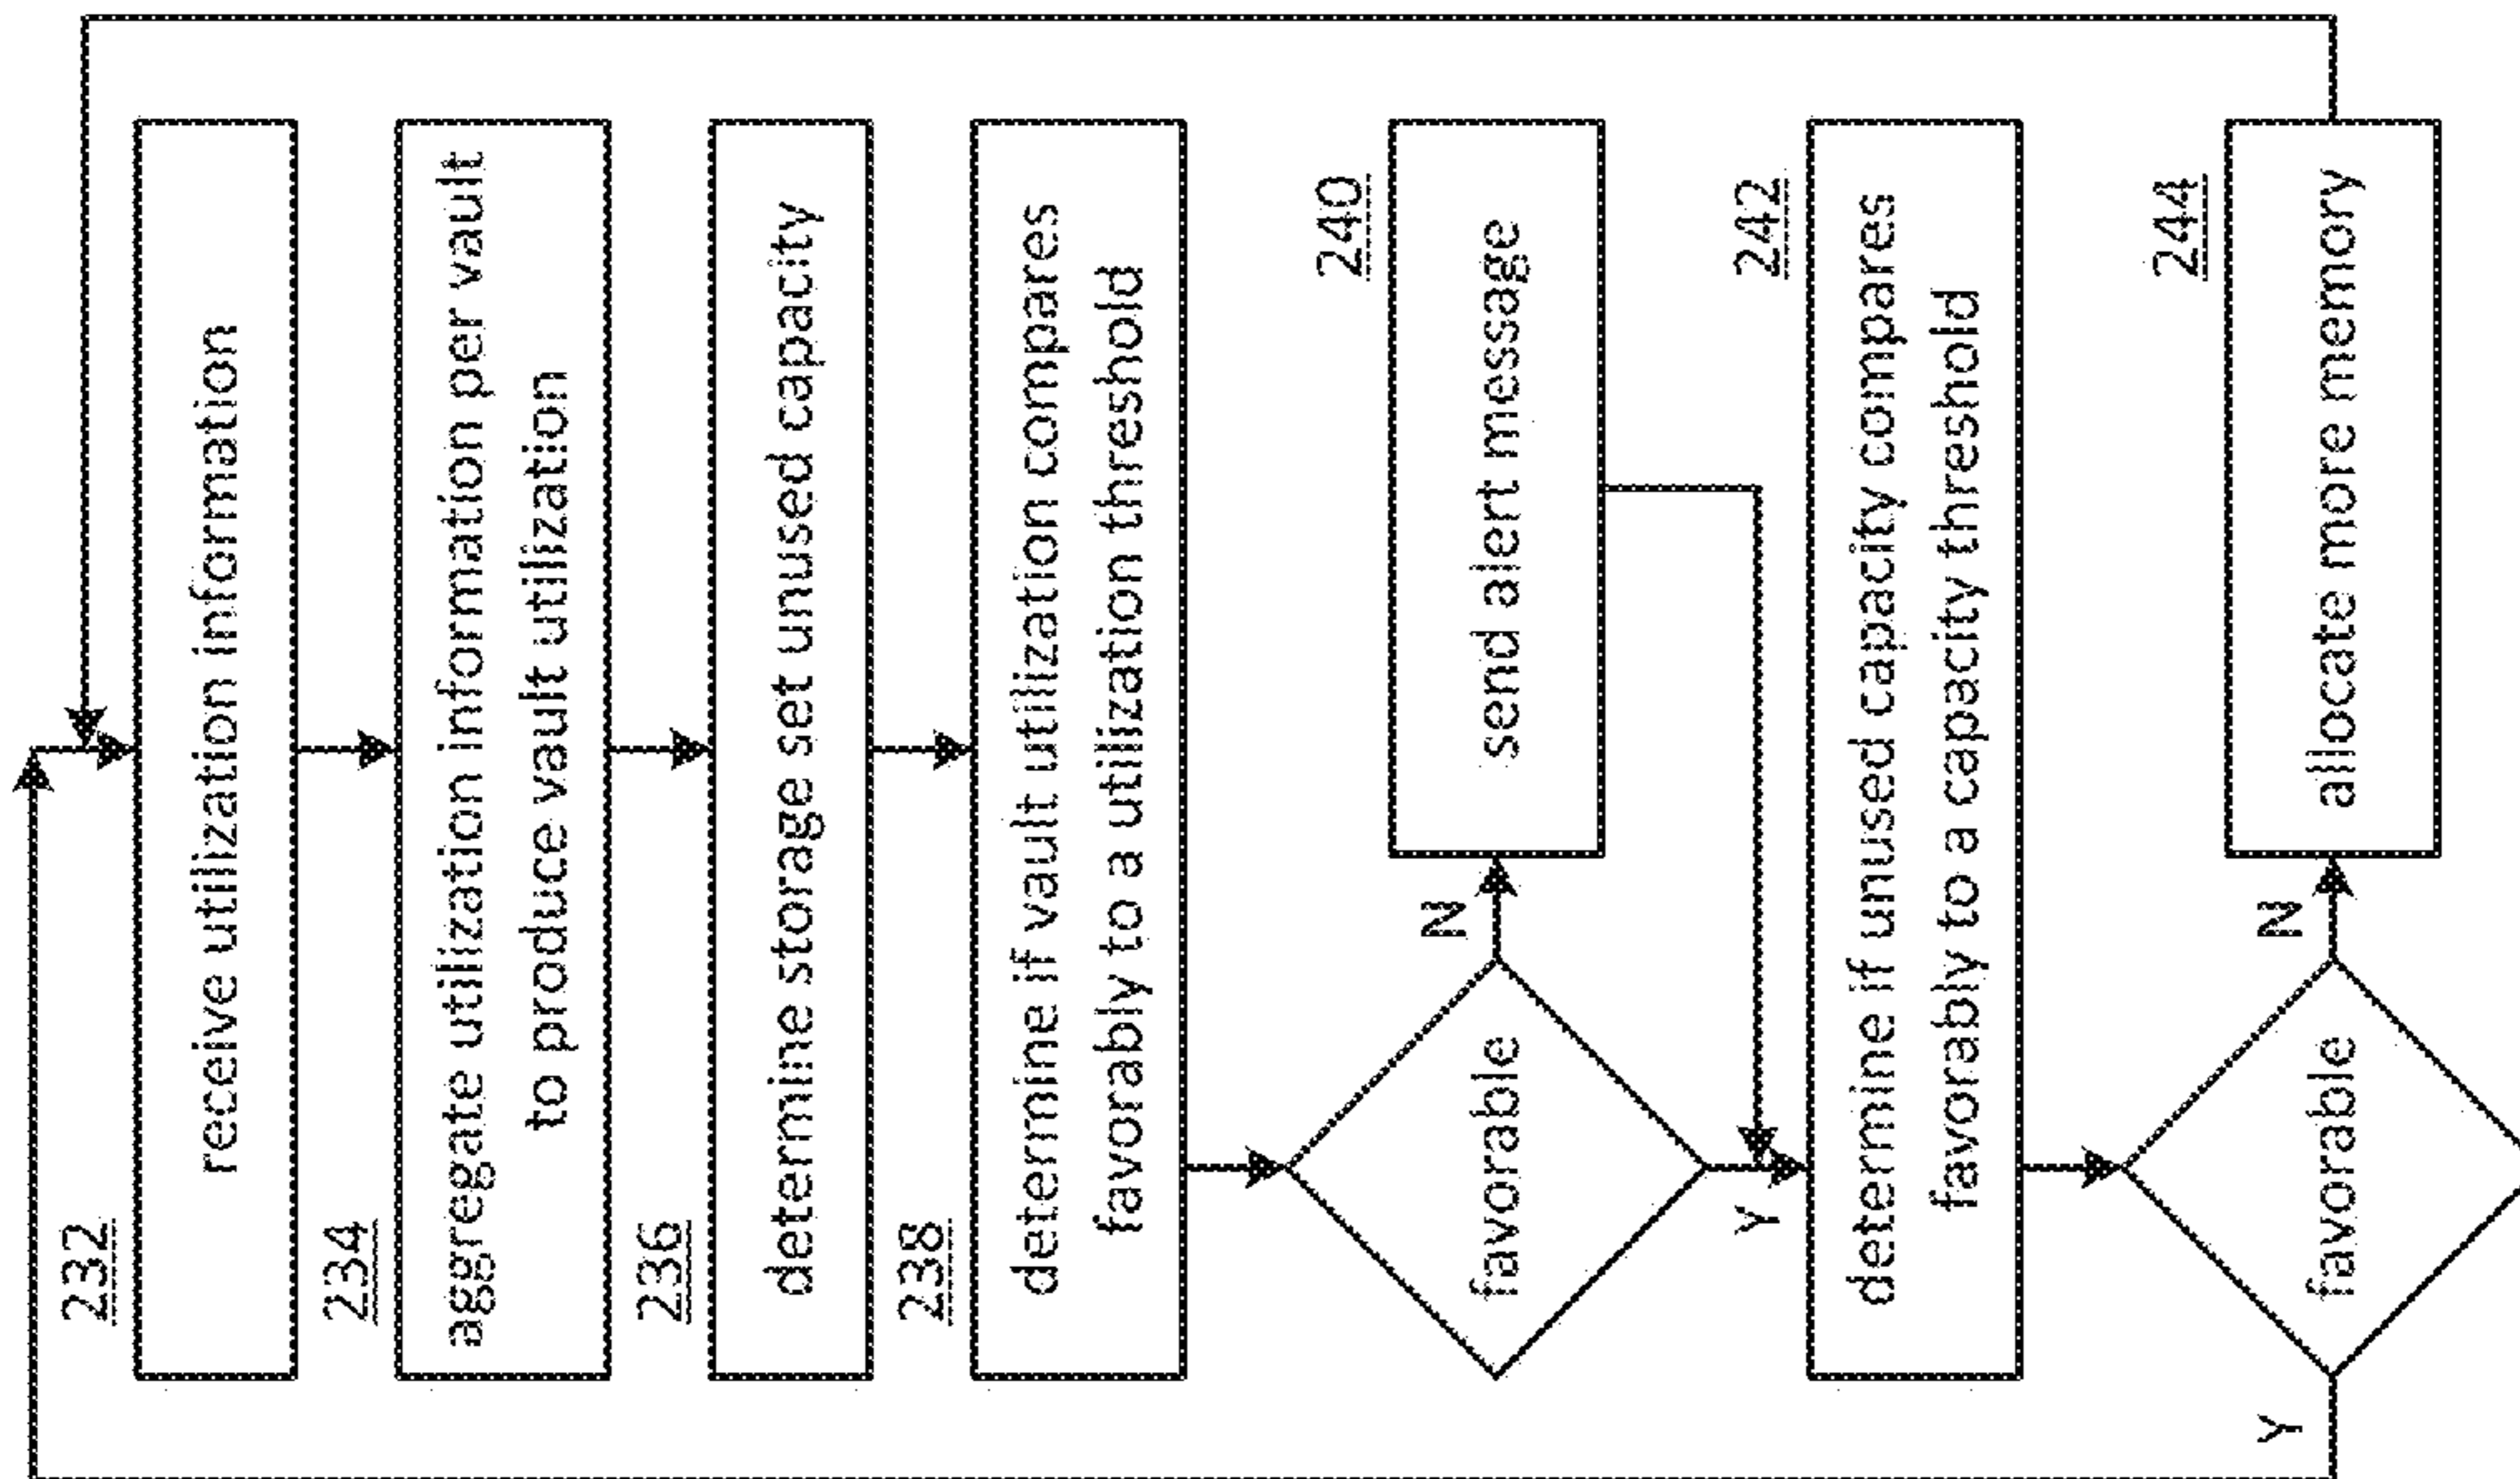 232
receive utilization information
234
aggregate utilization information per vault
to produce vault utilization
236
determine storage set unused capacity
238
determine if vault utilization compares
favorably to a utilization threshold
favorable
N
240
send alert message
Y
242
determine if unused capacity compares
favorably to a capacity threshold
Y
favorable
N
244
allocate more memory